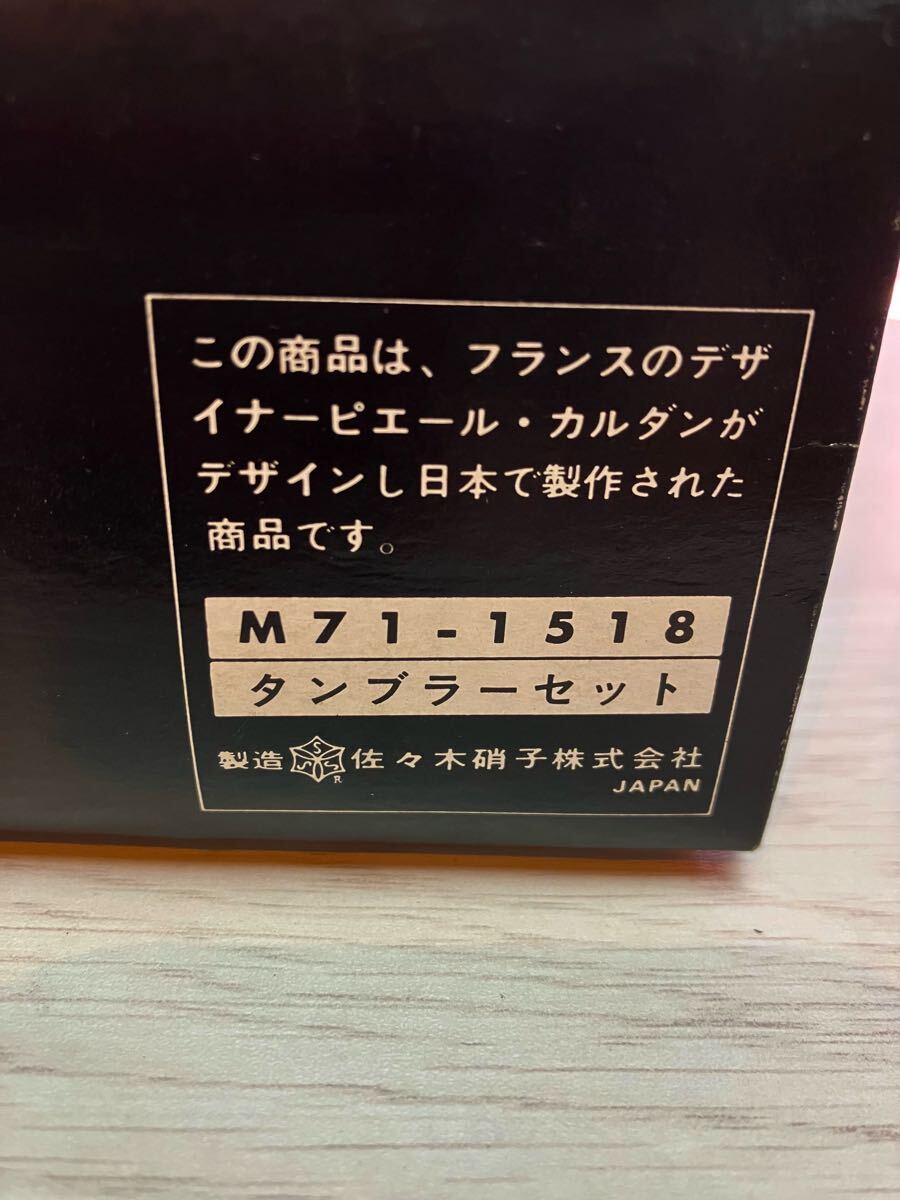 この商品は、フランスのデザ
イナーピエール・カルダンが
デザインし日本で製作された
商品です。
M71-1518
タンブラーセット
製造 SSS R 佐々木硝子株式会社
JAPAN